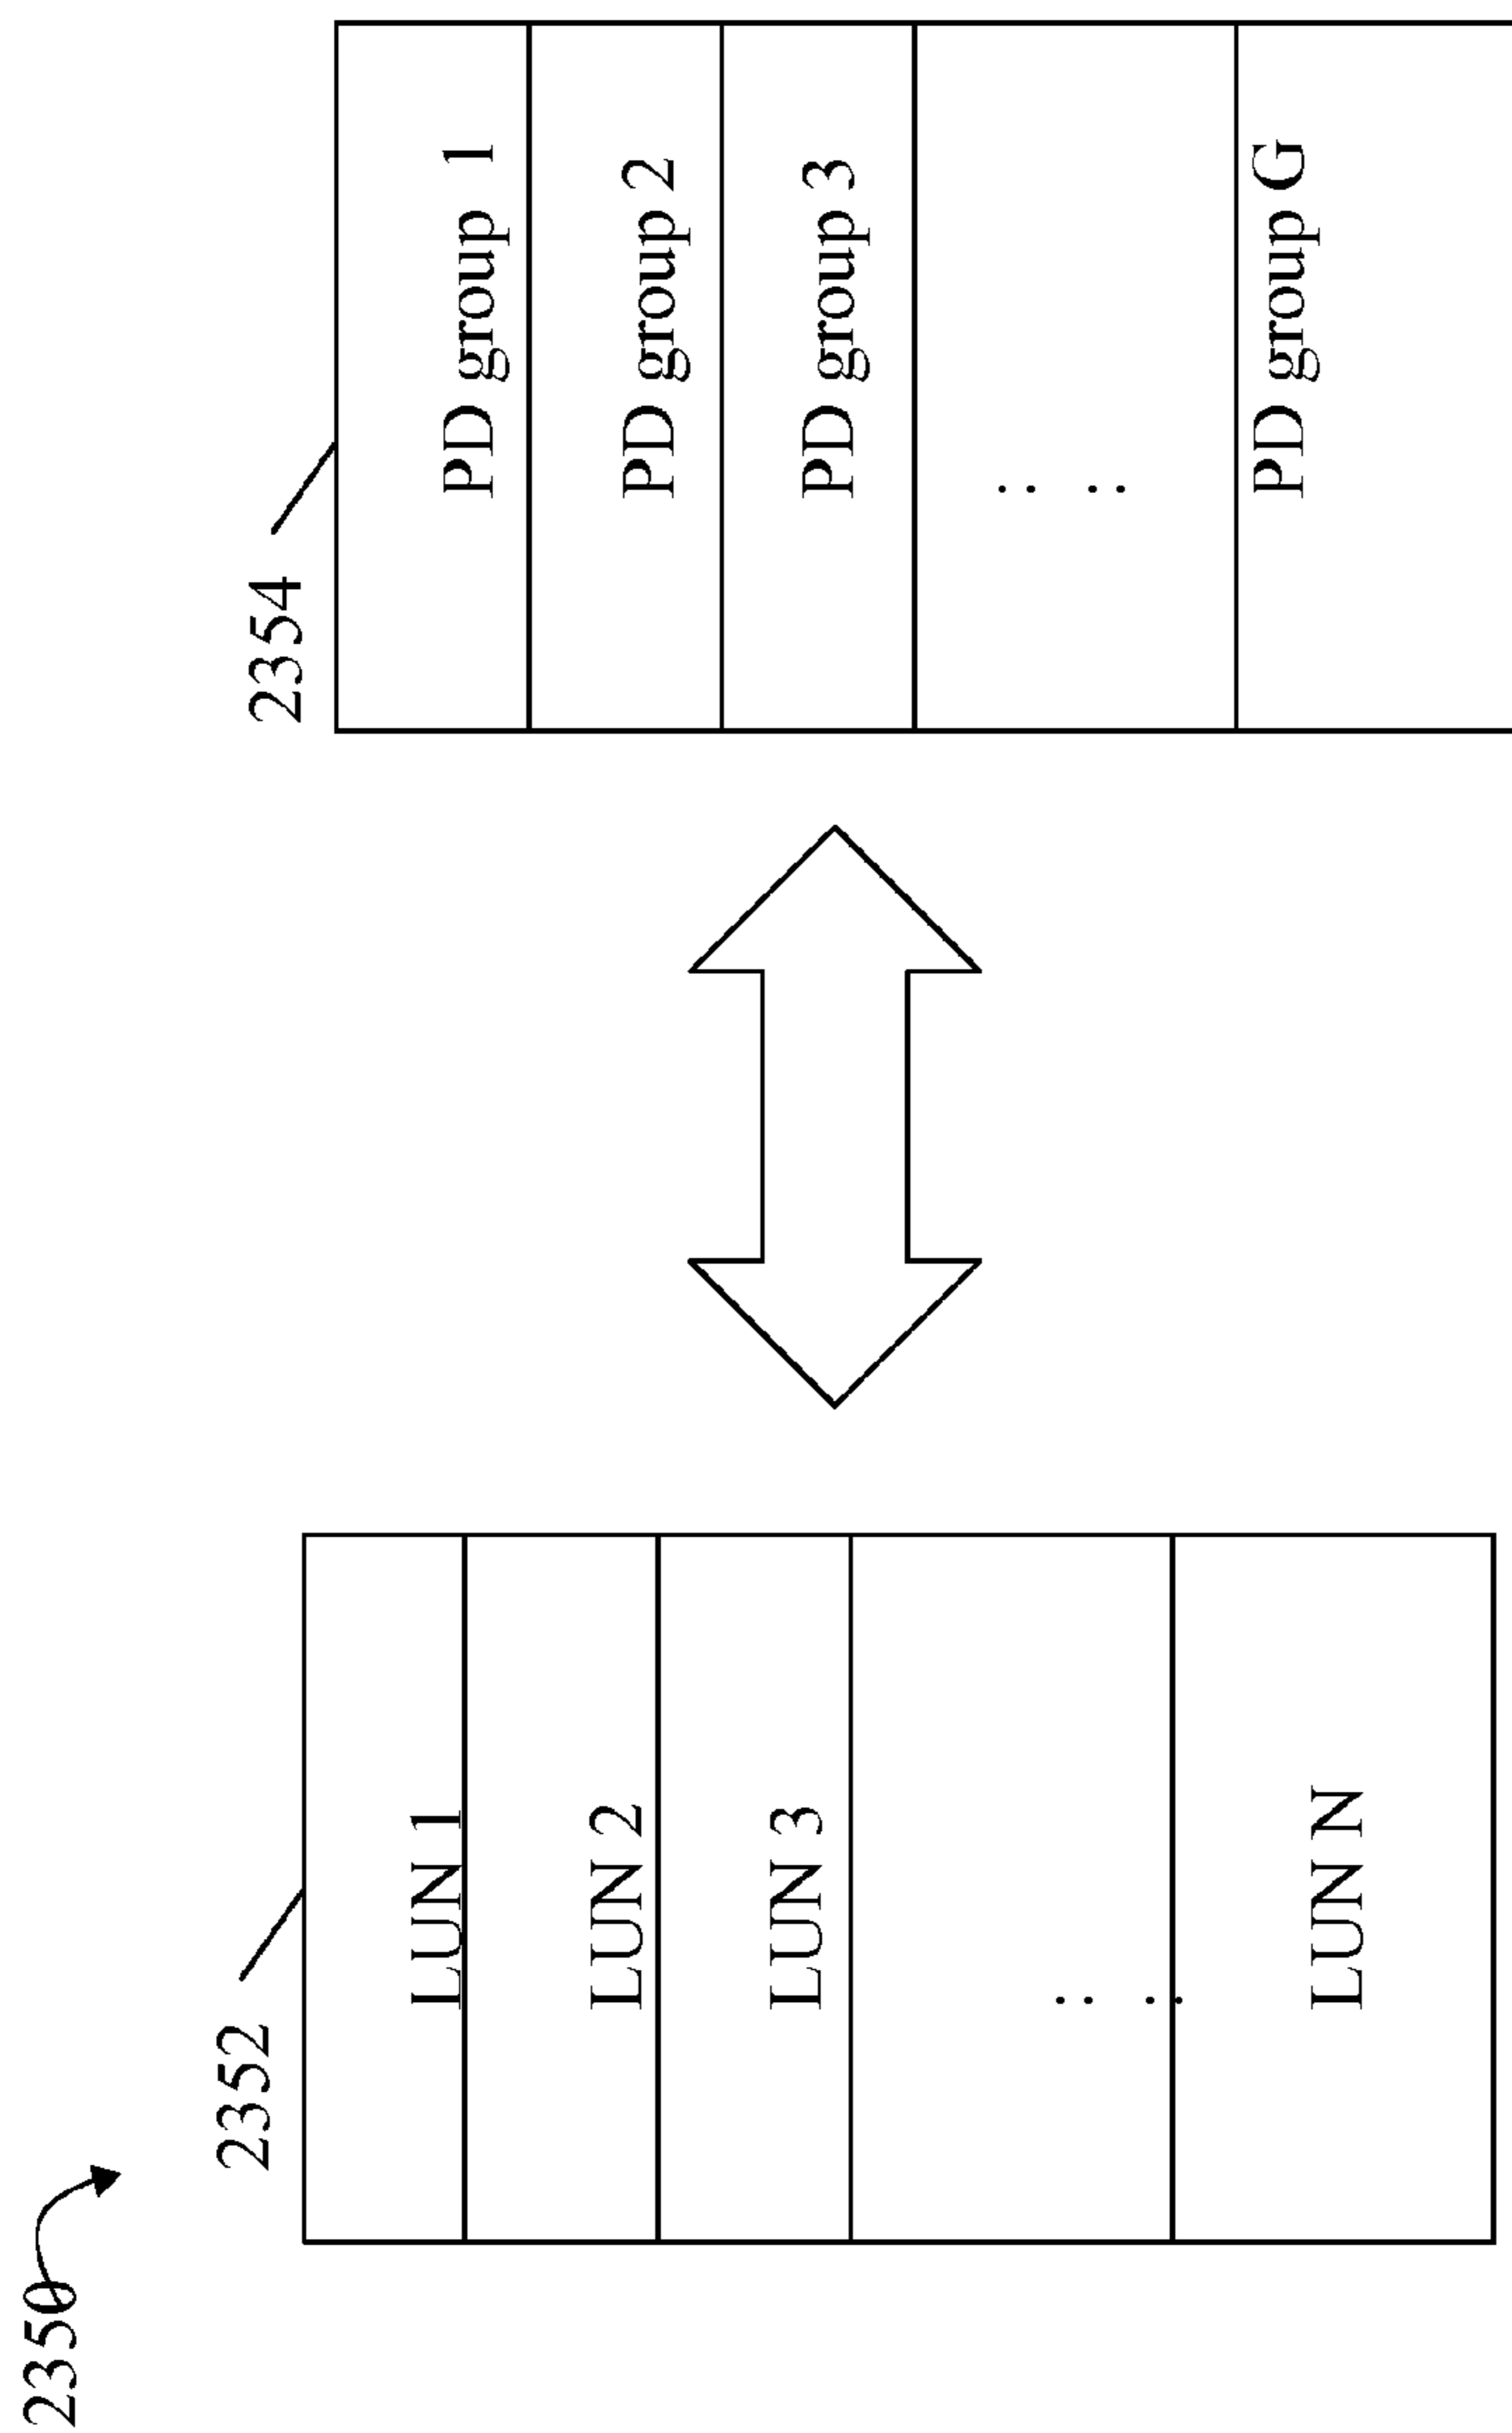 2350
2352
LUN 1
LUN 2
LUN 3
.. ..
LUN N
2354
PD group 1
PD group 2
PD group 3
.. ..
PD group G